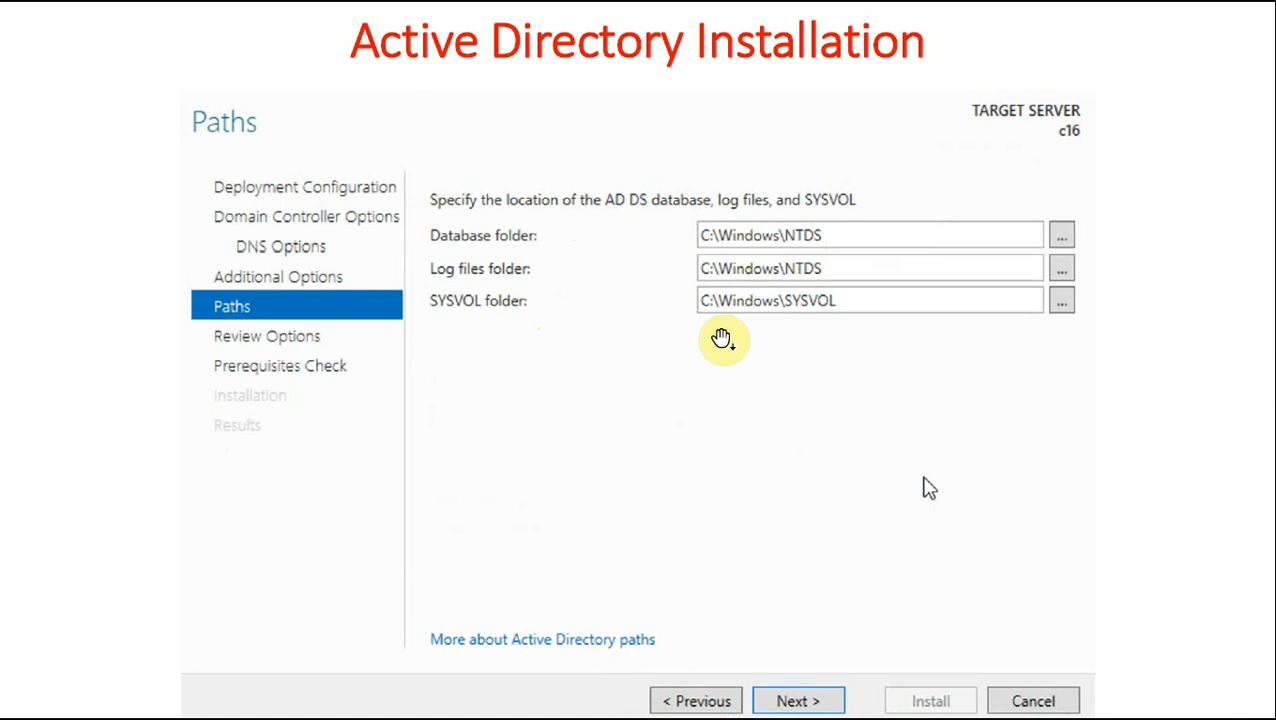 Active Directory Installation
Paths
TARGET SERVER
c16
Deployment Configuration
Domain Controller Options
DNS Options
Additional Options
Paths
Review Options
Prerequisites Check
Installation
Results
Specify the location of the AD DS database, log files, and SYSVOL
Database folder: C:\Windows\NTDS ...
Log files folder: C:\Windows\NTDS ...
SYSVOL folder: C:\Windows\SYSVOL ...
More about Active Directory paths
< Previous Next > Install Cancel